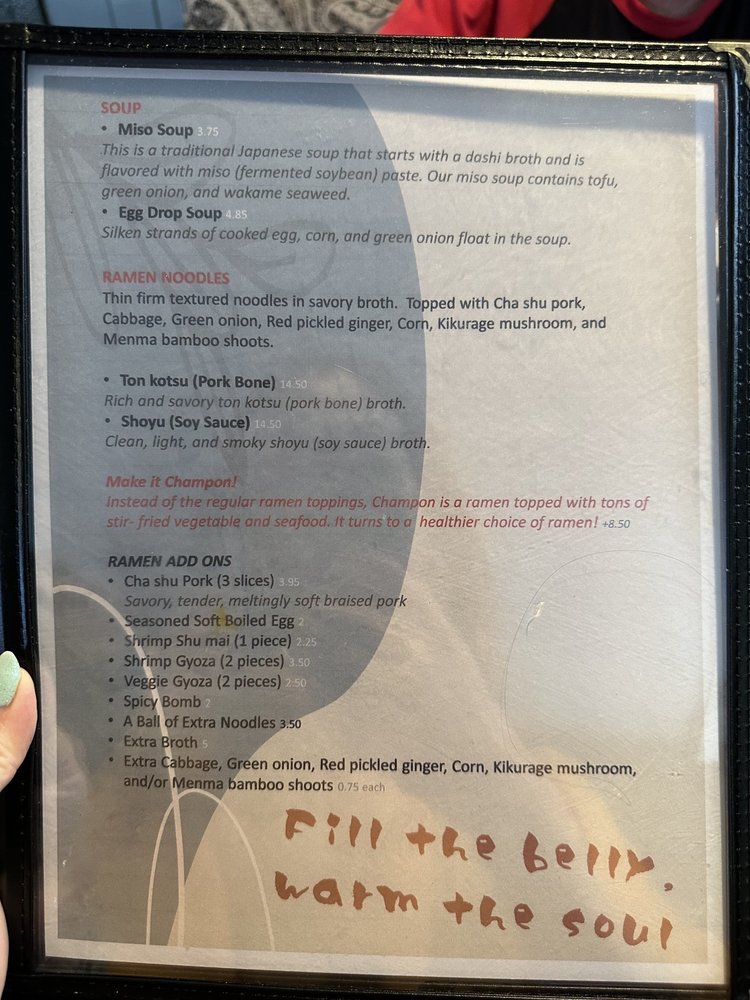 SOUP
• Miso Soup 3.75
This is a traditional Japanese soup that starts with a dashi broth and is
flavored with miso (fermented soybean) paste. Our miso soup contains tofu,
green onion, and wakame seaweed.
• Egg Drop Soup 4.85
Silken strands of cooked egg, corn, and green onion float in the soup.
RAMEN NOODLES
Thin firm textured noodles in savory broth. Topped with Cha shu pork,
Cabbage, Green onion, Red pickled ginger, Corn, Kikurage mushroom, and
Menma bamboo shoots.
• Ton kotsu (Pork Bone) 14.50
Rich and savory ton kotsu (pork bone) broth.
• Shoyu (Soy Sauce) 14.50
Clean, light, and smoky shoyu (soy sauce) broth.
Make it Champon!
Instead of the regular ramen toppings, Champon is a ramen topped with tons of
stir- fried vegetable and seafood. It turns to a healthier choice of ramen! +8.50
RAMEN ADD ONS
• Cha shu Pork (3 slices) 3.95
Savory, tender, meltingly soft braised pork
• Seasoned Soft Boiled Egg 2
• Shrimp Shu mai (1 piece) 2.25
• Shrimp Gyoza (2 pieces) 3.50
• Veggie Gyoza (2 pieces) 2.50
• Spicy Bomb 2
• A Ball of Extra Noodles 3.50
• Extra Broth 5
• Extra Cabbage, Green onion, Red pickled ginger, Corn, Kikurage mushroom,
and/or Menma bamboo shoots 0.75 each
Fill the belly,
warm the soul